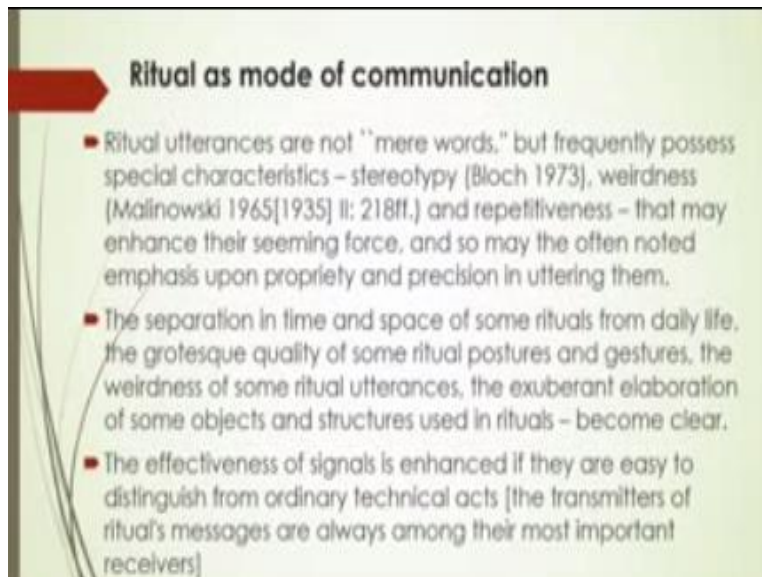 Ritual as mode of communication
Ritual utterances are not ``mere words," but frequently possess
special characteristics – stereotypy (Bloch 1973), weirdness
(Malinowski 1965[1935] II: 218ff.) and repetitiveness – that may
enhance their seeming force, and so may the often noted
emphasis upon propriety and precision in uttering them.
The separation in time and space of some rituals from daily life,
the grotesque quality of some ritual postures and gestures, the
weirdness of some ritual utterances, the exuberant elaboration
of some objects and structures used in rituals – become clear.
The effectiveness of signals is enhanced if they are easy to
distinguish from ordinary technical acts [the transmitters of
ritual's messages are always among their most important
receivers]